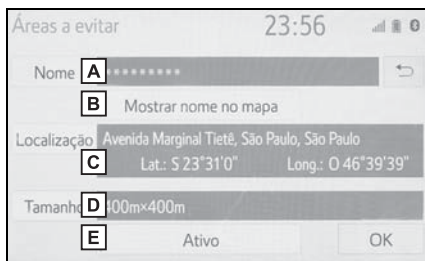 Áreas a evitar 23:56
Nome A *********
B Mostrar nome no mapa
Localização Avenida Marginal Tietê, São Paulo, São Paulo
C Lat.: S 23°31'0" Long.: O 46°39'39"
Tamanho D 400m×400m
E Ativo OK